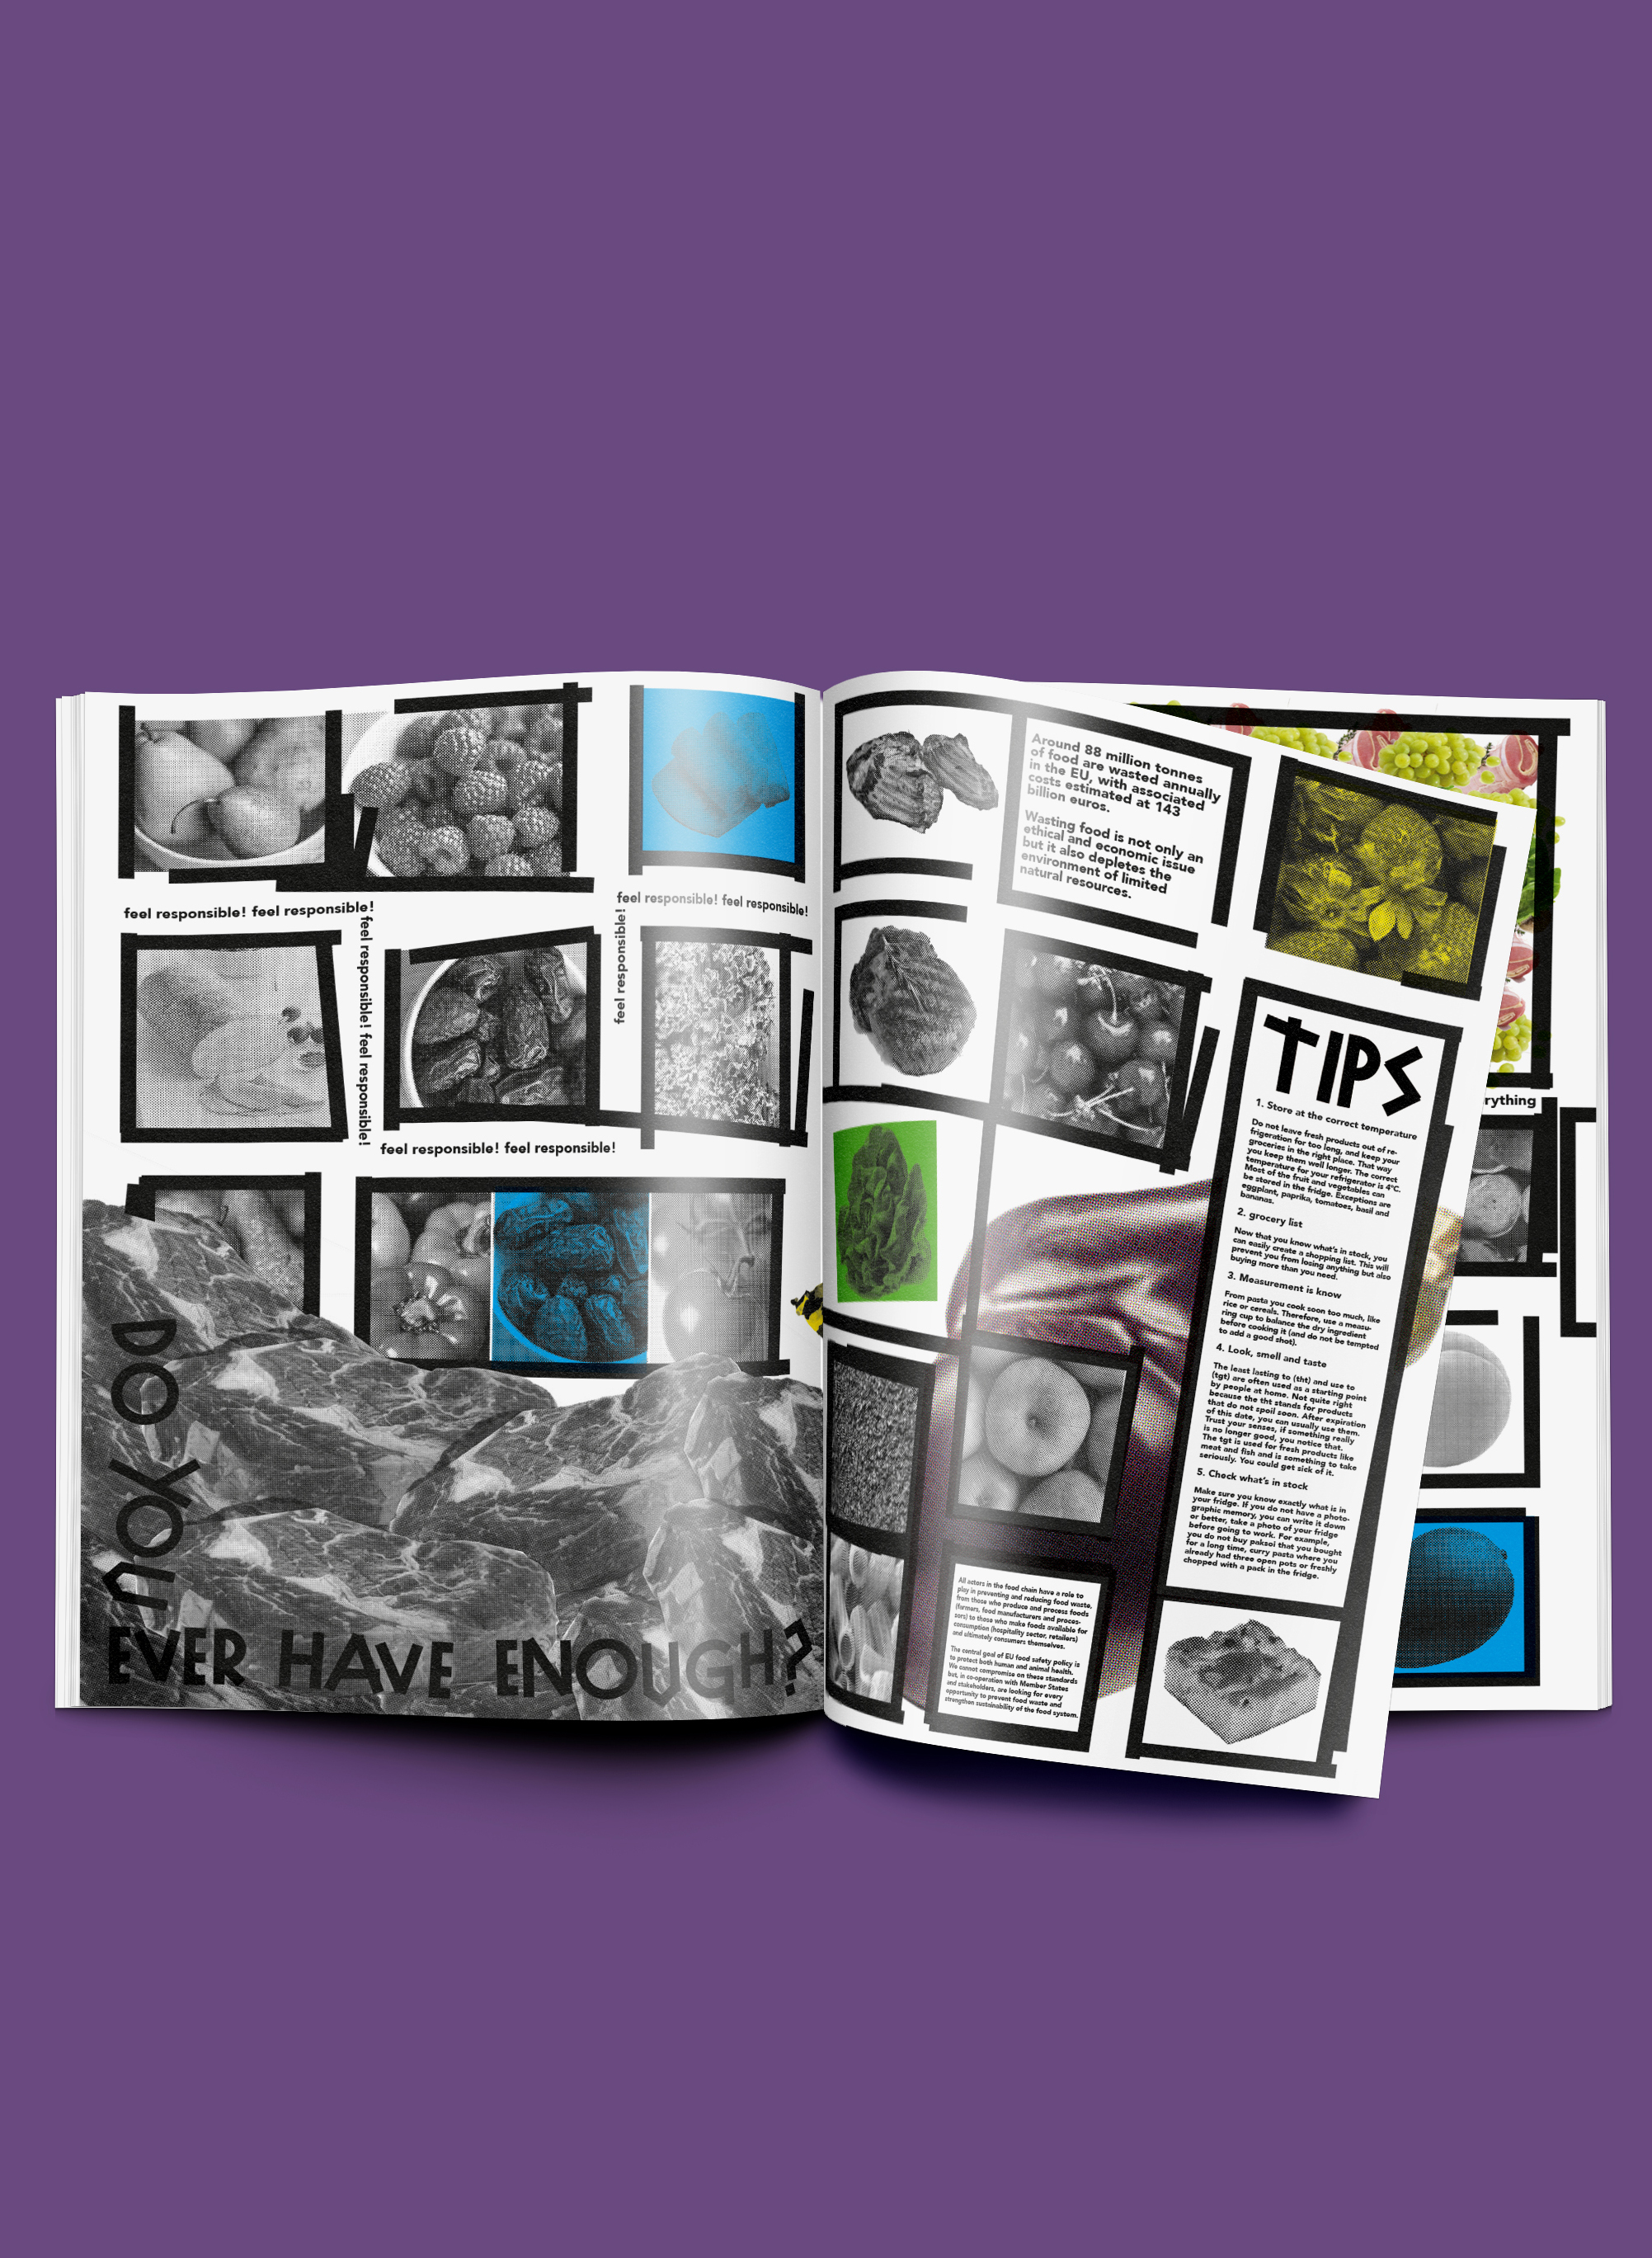 feel responsible! feel responsible!
feel responsible! feel responsible!
feel responsible! feel responsible!
feel responsible!
feel responsible! feel responsible!
DO YOU
EVER HAVE ENOUGH?
Around 88 million tonnes
of food are wasted annually
in the EU, with associated
costs estimated at 143
billion euros.
Wasting food is not only an
ethical and economic issue
but it also depletes the
environment of limited
natural resources.
TIPS
1. Store at the correct temperature
Do not leave fresh products out of re-
frigeration for too long, and keep your
groceries in the right place. That way
you keep them well longer. The correct
temperature for your refrigerator is 4°C.
Most of the fruit and vegetables can
be stored in the fridge. Exceptions are
eggplant, paprika, tomatoes, basil and
bananas.
2. grocery list
Now that you know what's in stock, you
can easily create a shopping list. This will
prevent you from losing anything but also
buying more than you need.
3. Measurement is know
From pasta you cook soon too much, like
rice or cereals. Therefore, use a measu-
ring cup to balance the dry ingredient
before cooking it (and do not be tempted
to add a good shot).
4. Look, smell and taste
The least lasting to (tht) and use to
(tgt) are often used as a starting point
by people at home. Not quite right
because the tht stands for products
that do not spoil soon. After expiration
of this date, you can usually use them.
Trust your senses, if something really
is no longer good, you notice that.
The tgt is used for fresh products like
meat and fish and is something to take
seriously. You could get sick of it.
5. Check what's in stock
Make sure you know exactly what is in
your fridge. If you do not have a photo-
graphic memory, you can write it down
or better, take a photo of your fridge
before going to work. For example,
you do not buy paksoi that you bought
for a long time, curry pasta where you
already had three open pots or freshly
chopped with a pack in the fridge.
All actors in the food chain have a role to
play in preventing and reducing food waste,
from those who produce and process foods
(farmers, food manufacturers and proces-
sors) to those who make foods available for
consumption (hospitality sector, retailers)
and ultimately consumers themselves.
The central goal of EU food safety policy is
to protect both human and animal health.
We cannot compromise on these standards
but, in co-operation with Member States
and stakeholders, are looking for every
opportunity to prevent food waste and
strengthen sustainability of the food system.
rything